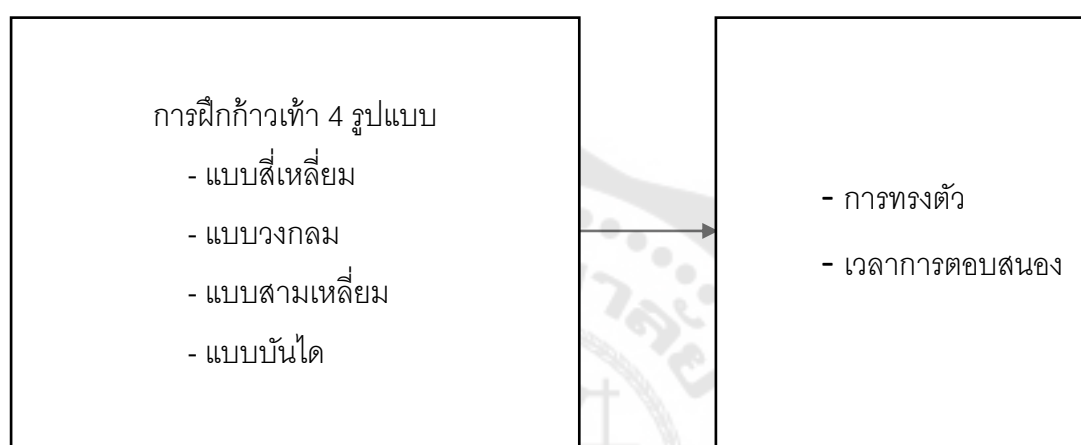 การฝึกก้าวเท้า 4 รูปแบบ
- แบบสี่เหลี่ยม
- แบบวงกลม
- แบบสามเหลี่ยม
- แบบบันได
- การทรงตัว
- เวลาการตอบสนอง